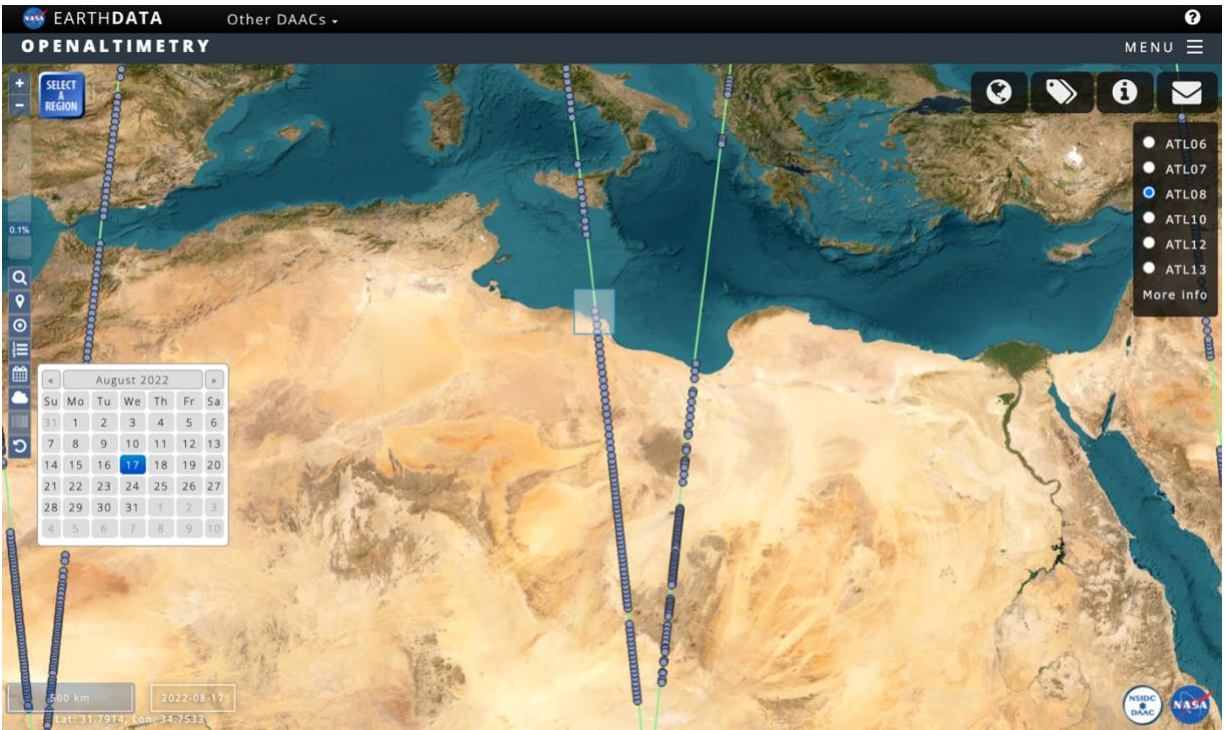 NASA EARTHDATA Other DAACs ?
OPENALTIMETRY MENU
+
-
SELECT
A
REGION
0.1%
ATL06
ATL07
ATL08
ATL10
ATL12
ATL13
More info
« August 2022 »
Su Mo Tu We Th Fr Sa
31 1 2 3 4 5 6
7 8 9 10 11 12 13
14 15 16 17 18 19 20
21 22 23 24 25 26 27
28 29 30 31 1 2 3
4 5 6 7 8 9 10
500 km 2022-08-17
Lat: 31.7914, Lon: 34.7533
NSIDC
DAAC
NASA